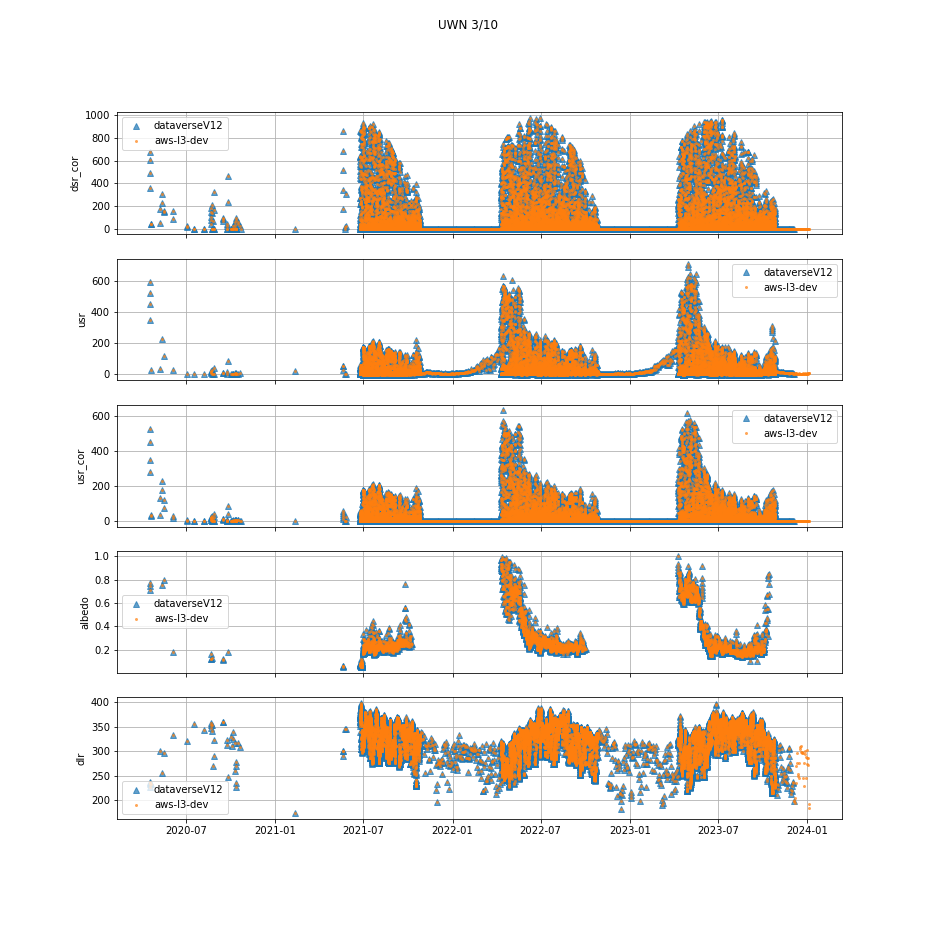 UWN 3/10
1000
800
600
400
200
0
dsr_cor
dataverseV12
aws-l3-dev
600
400
200
0
usr
dataverseV12
aws-l3-dev
600
400
200
0
usr_cor
dataverseV12
aws-l3-dev
1.0
0.8
0.6
0.4
0.2
albedo
dataverseV12
aws-l3-dev
400
350
300
250
200
dlr
dataverseV12
aws-l3-dev
2020-07 2021-01 2021-07 2022-01 2022-07 2023-01 2023-07 2024-01